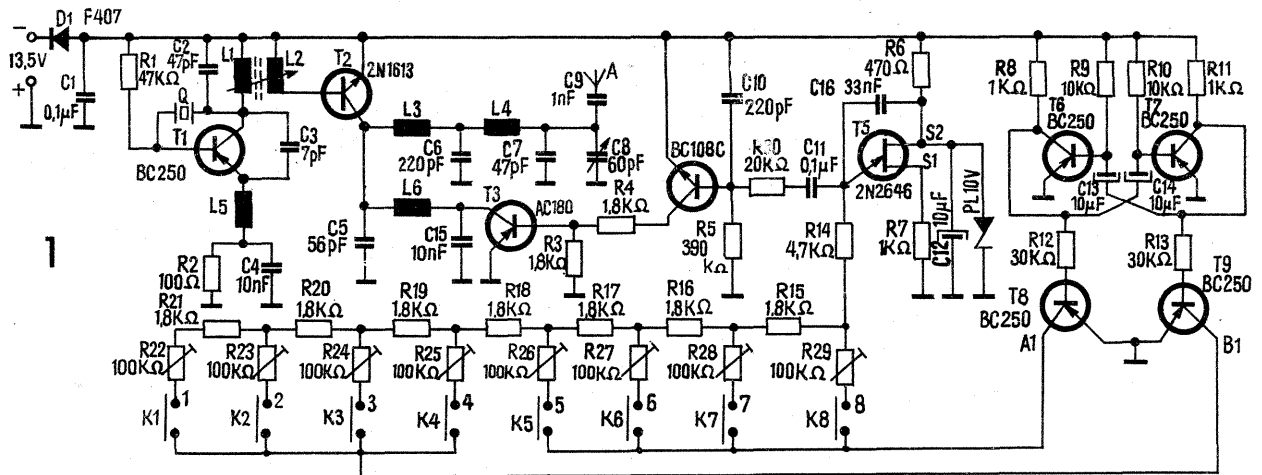 D1 F407
−
13,5V
+
C1
0,1µF
R1
47KΩ
C2
47pF
Q
L1
L2
T1
BC250
C3
7pF
L5
R2
100Ω
C4
10nF
T2
2N1613
L3
L4
C9
1nF
A
C6
220pF
C7
47pF
C8
60pF
L6
C5
56pF
C15
10nF
T3
AC180
R3
1,8KΩ
R4
1,8KΩ
BC108C
C10
220pF
R30
20KΩ
C11
0,1µF
R5
390
KΩ
C16
33nF
R6
470Ω
T5
2N2646
S2
S1
R14
4,7KΩ
R7
1KΩ
C12 10µF
PL10V
R8
1KΩ
R9
10KΩ
R10
10KΩ
R11
1KΩ
T6
BC250
T7
BC250
C13
10µF
C14
10µF
R12
30KΩ
R13
30KΩ
T8
BC250
T9
BC250
A1
B1
1
R21
1,8KΩ
R20
1,8KΩ
R19
1,8KΩ
R18
1,8KΩ
R17
1,8KΩ
R16
1,8KΩ
R15
1,8KΩ
R22
100KΩ
R23
100KΩ
R24
100KΩ
R25
100KΩ
R26
100KΩ
R27
100KΩ
R28
100KΩ
R29
100KΩ
K1
1
K2
2
K3
3
K4
4
K5
5
K6
6
K7
7
K8
8